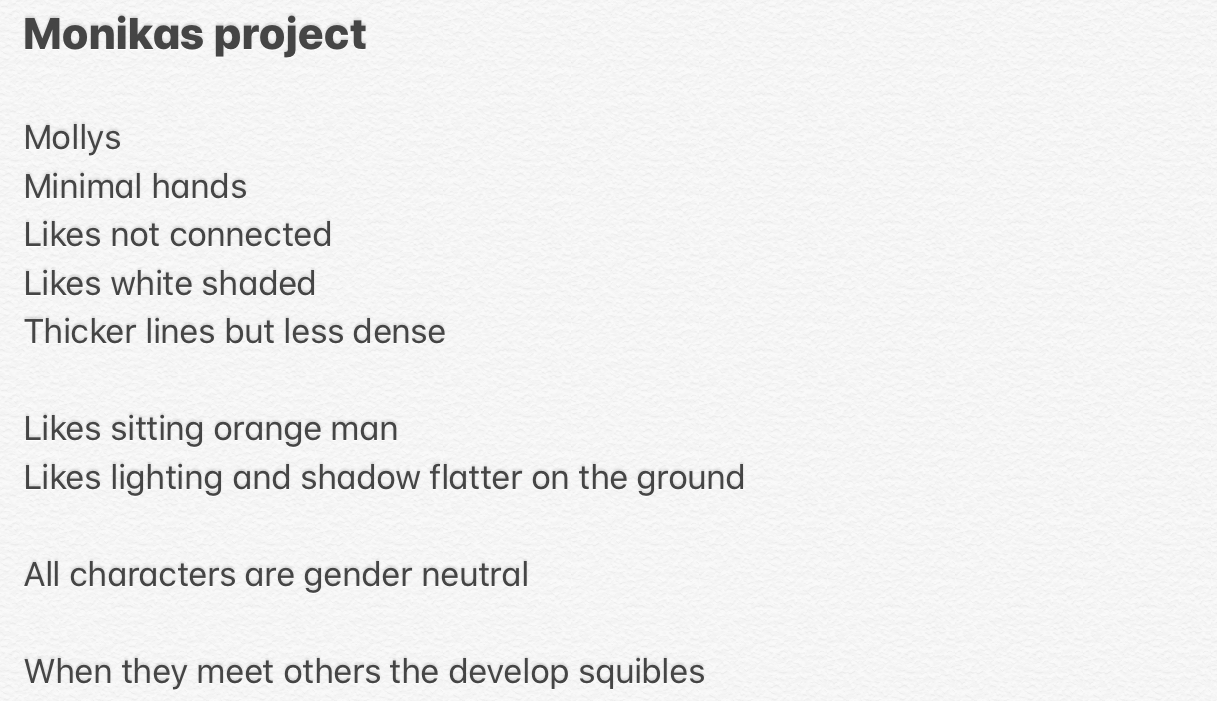 Monikas project
Mollys
Minimal hands
Likes not connected
Likes white shaded
Thicker lines but less dense
Likes sitting orange man
Likes lighting and shadow flatter on the ground
All characters are gender neutral
When they meet others the develop squibles